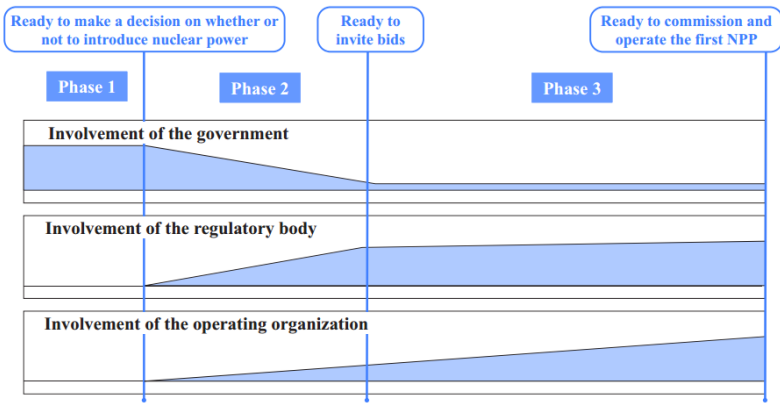 Ready to make a decision on whether or
not to introduce nuclear power
Ready to
invite bids
Ready to commission and
operate the first NPP
Phase 1
Phase 2
Phase 3
Involvement of the government
Involvement of the regulatory body
Involvement of the operating organization